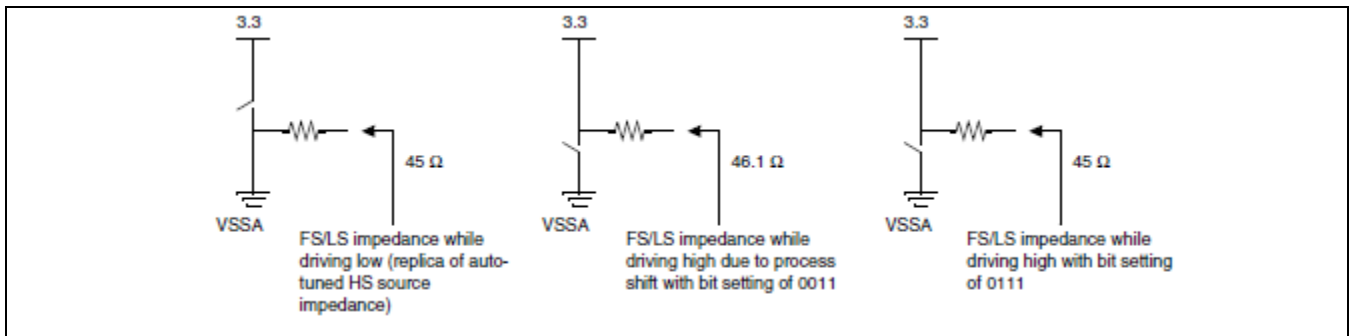 3.3
45 Ω
VSSA
FS/LS impedance while
driving low (replica of auto-
tuned HS source
impedance)
3.3
46.1 Ω
VSSA
FS/LS impedance while
driving high due to process
shift with bit setting of 0011
3.3
45 Ω
VSSA
FS/LS impedance while
driving high with bit setting
of 0111